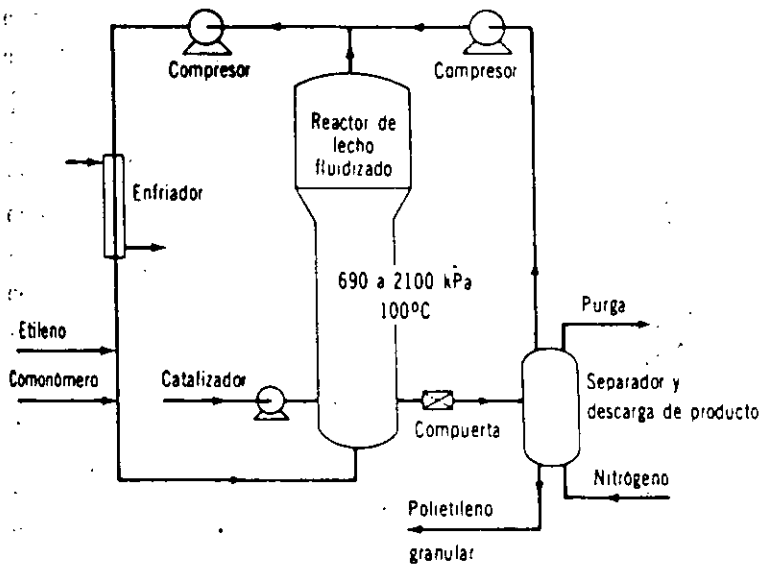 Compresor
Compresor
Reactor de
lecho
fluidizado
Enfriador
690 a 2100 kPa
100ºC
Purga
Etileno
Comonómero
Catalizador
Compuerta
Separador y
descarga de producto
Nitrógeno
Polietileno
granular